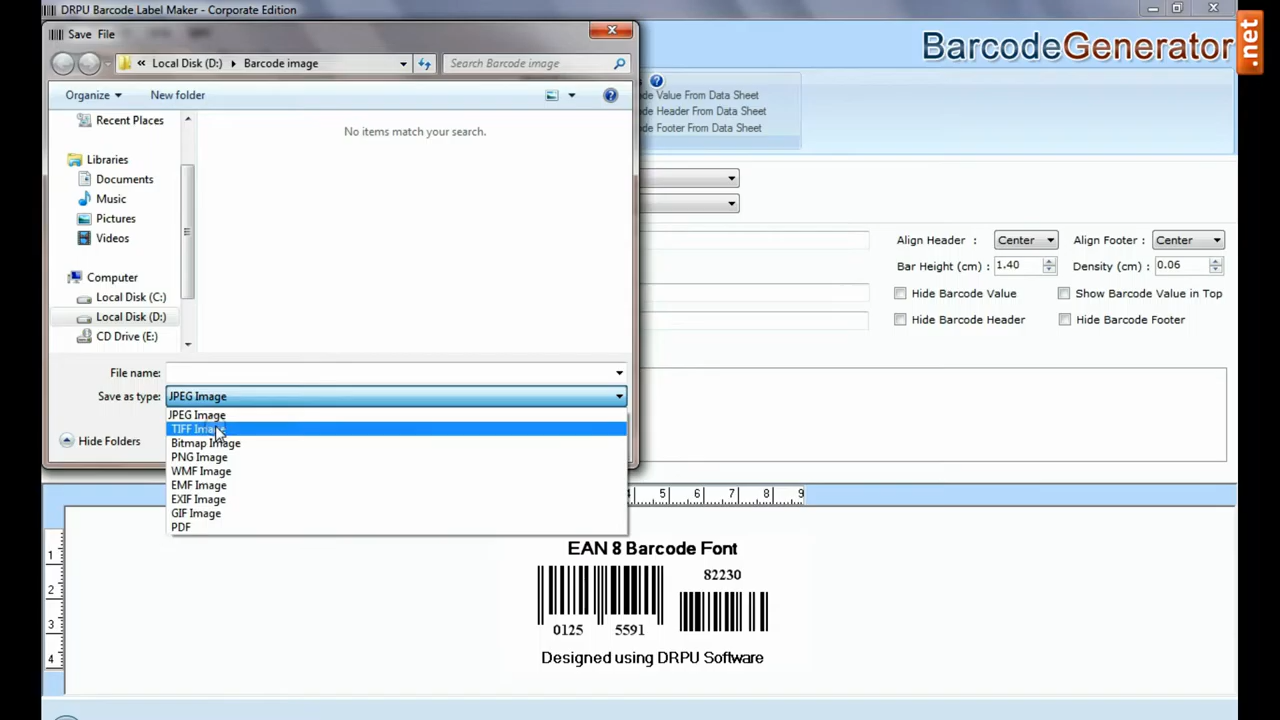 DRPU Barcode Label Maker - Corporate Edition
Save File
BarcodeGenerator
.net
« Local Disk (D:) Barcode image
Search Barcode image
Organize
New folder
de Value From Data Sheet
de Header From Data Sheet
de Footer From Data Sheet
Recent Places
No items match your search.
Libraries
Documents
Music
Pictures
Videos
Computer
Local Disk (C:)
Local Disk (D:)
CD Drive (E:)
Align Header : Center
Align Footer : Center
Bar Height (cm) : 1.40
Density (cm) : 0.06
Hide Barcode Value
Show Barcode Value in Top
Hide Barcode Header
Hide Barcode Footer
File name:
Save as type: JPEG Image
JPEG Image
TIFF Image
Bitmap Image
PNG Image
WMF Image
EMF Image
EXIF Image
GIF Image
PDF
Hide Folders
4 5 6 7 8 9
1
2
3
4
EAN 8 Barcode Font
82230
0125 5591
Designed using DRPU Software